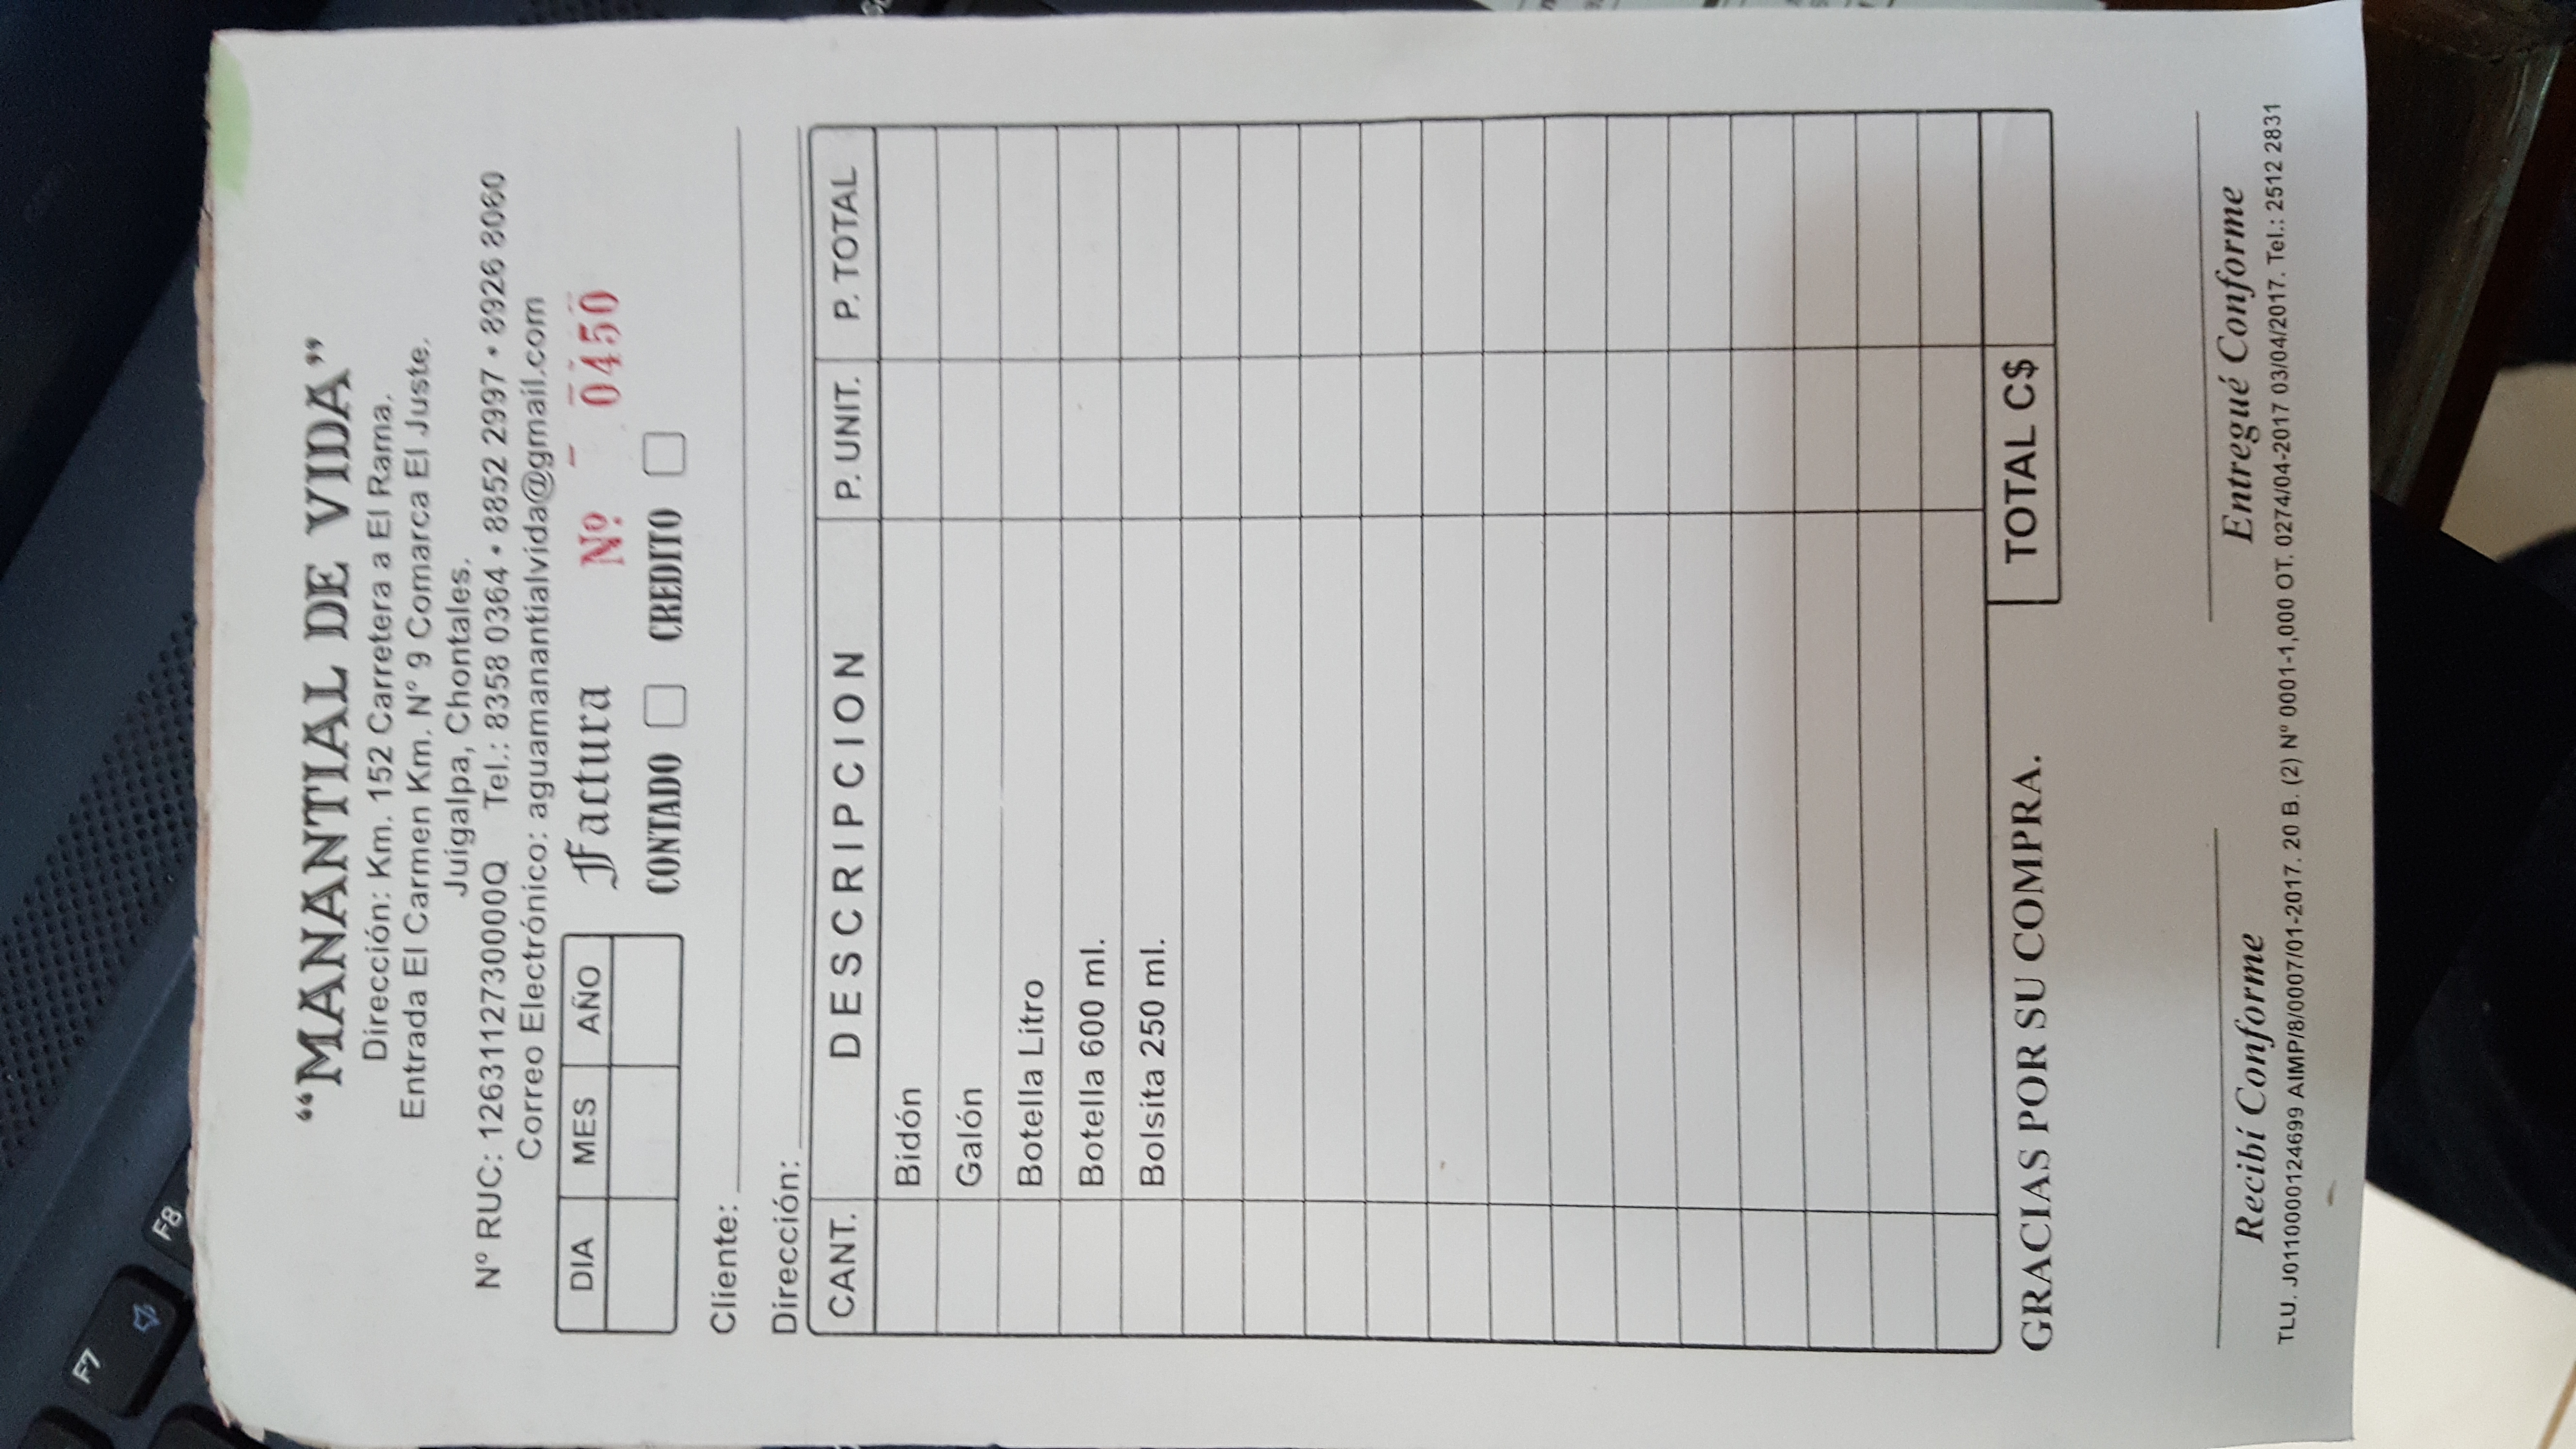 F7
F8
“MANANTIAL DE VIDA”
Dirección: Km. 152 Carretera a El Rama.
Entrada El Carmen Km. Nº 9 Comarca El Juste.
Juigalpa, Chontales.
Nº RUC: 1263112730000Q Tel.: 8358 0364 • 8852 2997 • 8926 8060
Correo Electrónico: aguamanantialvida@gmail.com
DIA MES AÑO
Factura Nº 0450
CONTADO CREDITO
Cliente:
Dirección:
CANT. DESCRIPCION P. UNIT. P. TOTAL
Bidón
Galón
Botella Litro
Botella 600 ml.
Bolsita 250 ml.
GRACIAS POR SU COMPRA. TOTAL C$
Recibí Conforme Entregué Conforme
TLU. J0110000124699 AIMP/8/0007/01-2017. 20 B. (2) Nº 0001-1,000 OT. 0274/04-2017 03/04/2017. Tel.: 2512 2831